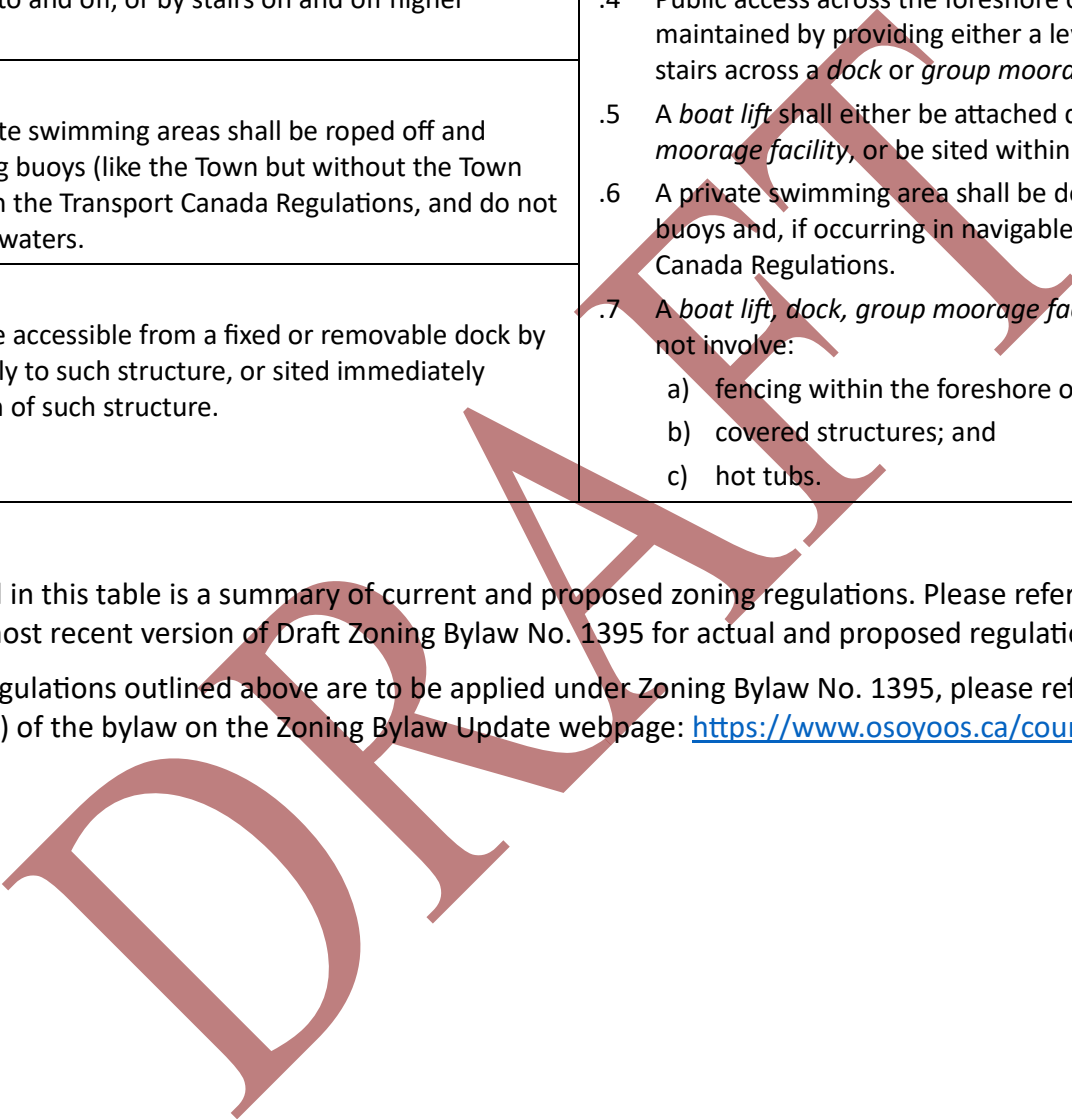 to and off, or by stairs on and off higher
te swimming areas shall be roped off and
g buoys (like the Town but without the Town
n the Transport Canada Regulations, and do not
waters.
e accessible from a fixed or removable dock by
ly to such structure, or sited immediately
n of such structure.
.4 Public access across the foreshore o
maintained by providing either a lev
stairs across a dock or group moora
.5 A boat lift shall either be attached d
moorage facility, or be sited within
.6 A private swimming area shall be de
buoys and, if occurring in navigable
Canada Regulations.
.7 A boat lift, dock, group moorage fac
not involve:
a) fencing within the foreshore o
b) covered structures; and
c) hot tubs.
d in this table is a summary of current and proposed zoning regulations. Please refer
most recent version of Draft Zoning Bylaw No. 1395 for actual and proposed regulatio
gulations outlined above are to be applied under Zoning Bylaw No. 1395, please ref
) of the bylaw on the Zoning Bylaw Update webpage: https://www.osoyoos.ca/cour
DRAFT